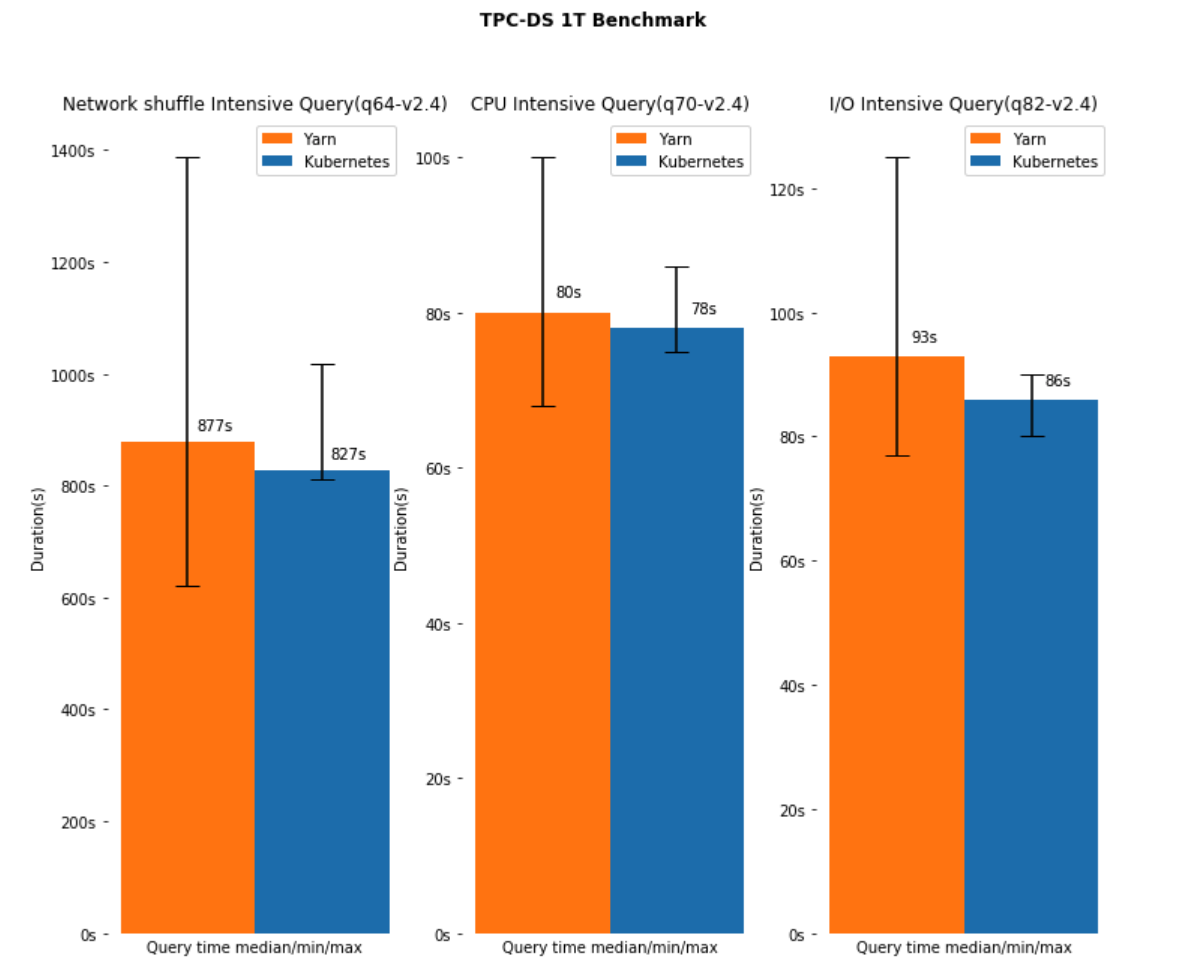 TPC-DS 1T Benchmark
Network shuffle Intensive Query(q64-v2.4)
Yarn
Kubernetes
1400s
1200s
1000s
800s
600s
400s
200s
0s
Duration(s)
877s
827s
Query time median/min/max
CPU Intensive Query(q70-v2.4)
Yarn
Kubernetes
100s
80s
60s
40s
20s
0s
Duration(s)
80s
78s
Query time median/min/max
I/O Intensive Query(q82-v2.4)
Yarn
Kubernetes
120s
100s
80s
60s
40s
20s
0s
Duration(s)
93s
86s
Query time median/min/max